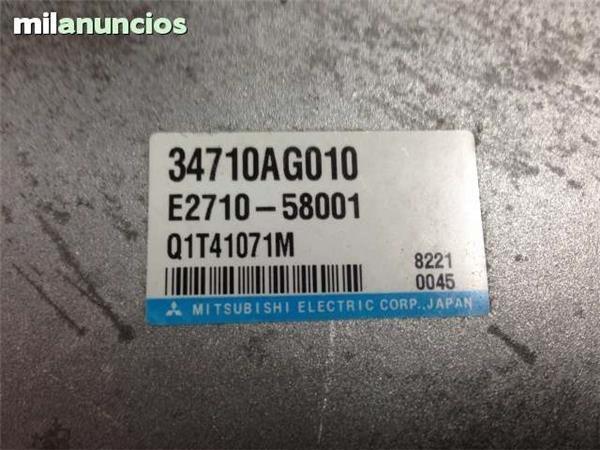 milanuncios
34710AG010
E2710-58001
Q1T41071M
8221
0045
MITSUBISHI ELECTRIC CORP., JAPAN